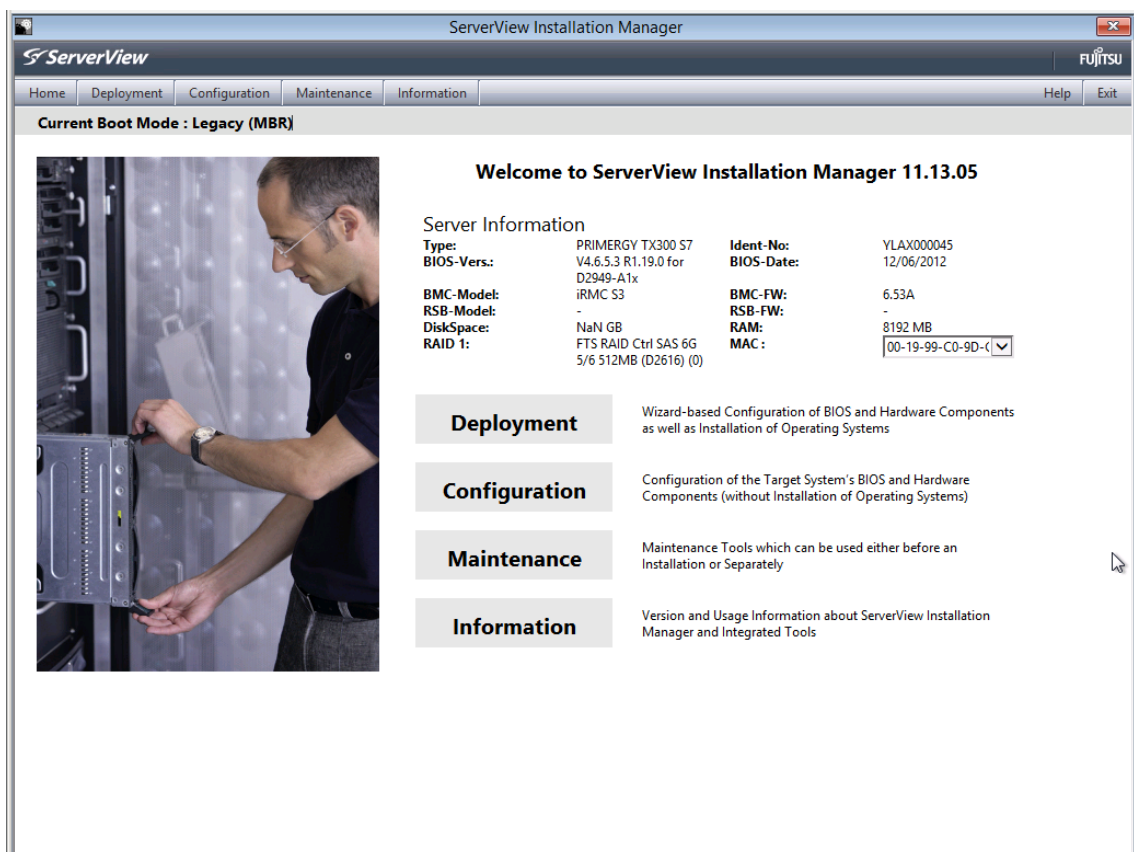 ServerView Installation Manager
ServerView
FUJITSU
Home Deployment Configuration Maintenance Information Help Exit
Current Boot Mode : Legacy (MBR)
Welcome to ServerView Installation Manager 11.13.05
Server Information
Type: PRIMERGY TX300 S7 Ident-No: YLAX000045
BIOS-Vers.: V4.6.5.3 R1.19.0 for BIOS-Date: 12/06/2012
D2949-A1x
BMC-Model: iRMC S3 BMC-FW: 6.53A
RSB-Model: - RSB-FW: -
DiskSpace: NaN GB RAM: 8192 MB
RAID 1: FTS RAID Ctrl SAS 6G MAC : 00-19-99-C0-9D-
5/6 512MB (D2616) (0)
Deployment
Wizard-based Configuration of BIOS and Hardware Components
as well as Installation of Operating Systems
Configuration
Configuration of the Target System's BIOS and Hardware
Components (without Installation of Operating Systems)
Maintenance
Maintenance Tools which can be used either before an
Installation or Separately
Information
Version and Usage Information about ServerView Installation
Manager and Integrated Tools